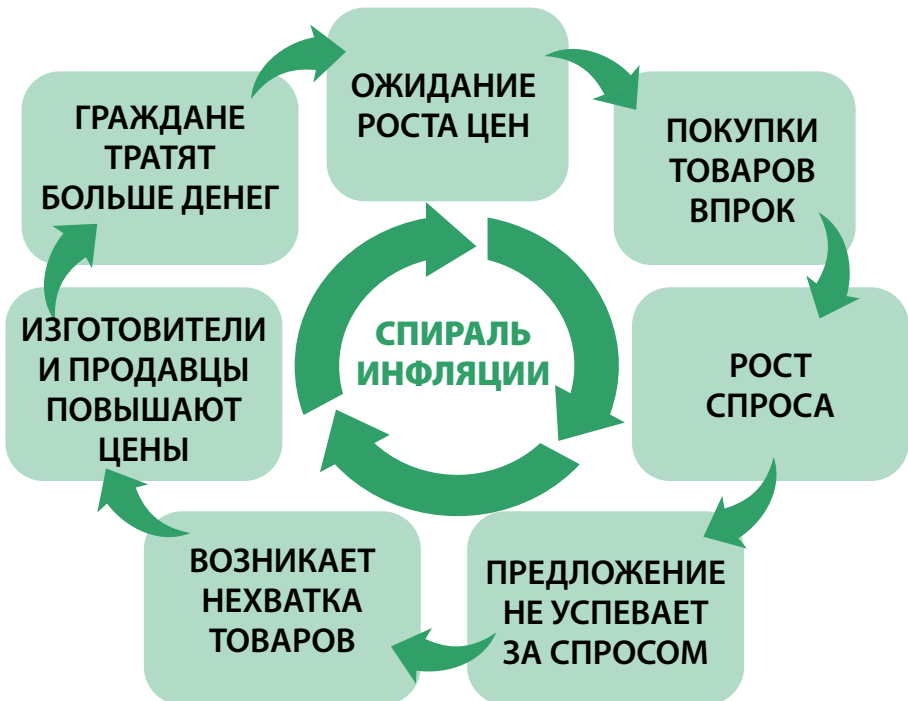 ОЖИДАНИЕ
РОСТА ЦЕН
ПОКУПКИ
ТОВАРОВ
ВПРОК
РОСТ
СПРОСА
ПРЕДЛОЖЕНИЕ
НЕ УСПЕВАЕТ
ЗА СПРОСОМ
ВОЗНИКАЕТ
НЕХВАТКА
ТОВАРОВ
ИЗГОТОВИТЕЛИ
И ПРОДАВЦЫ
ПОВЫШАЮТ
ЦЕНЫ
ГРАЖДАНЕ
ТРАТЯТ
БОЛЬШЕ ДЕНЕГ
СПИРАЛЬ
ИНФЛЯЦИИ